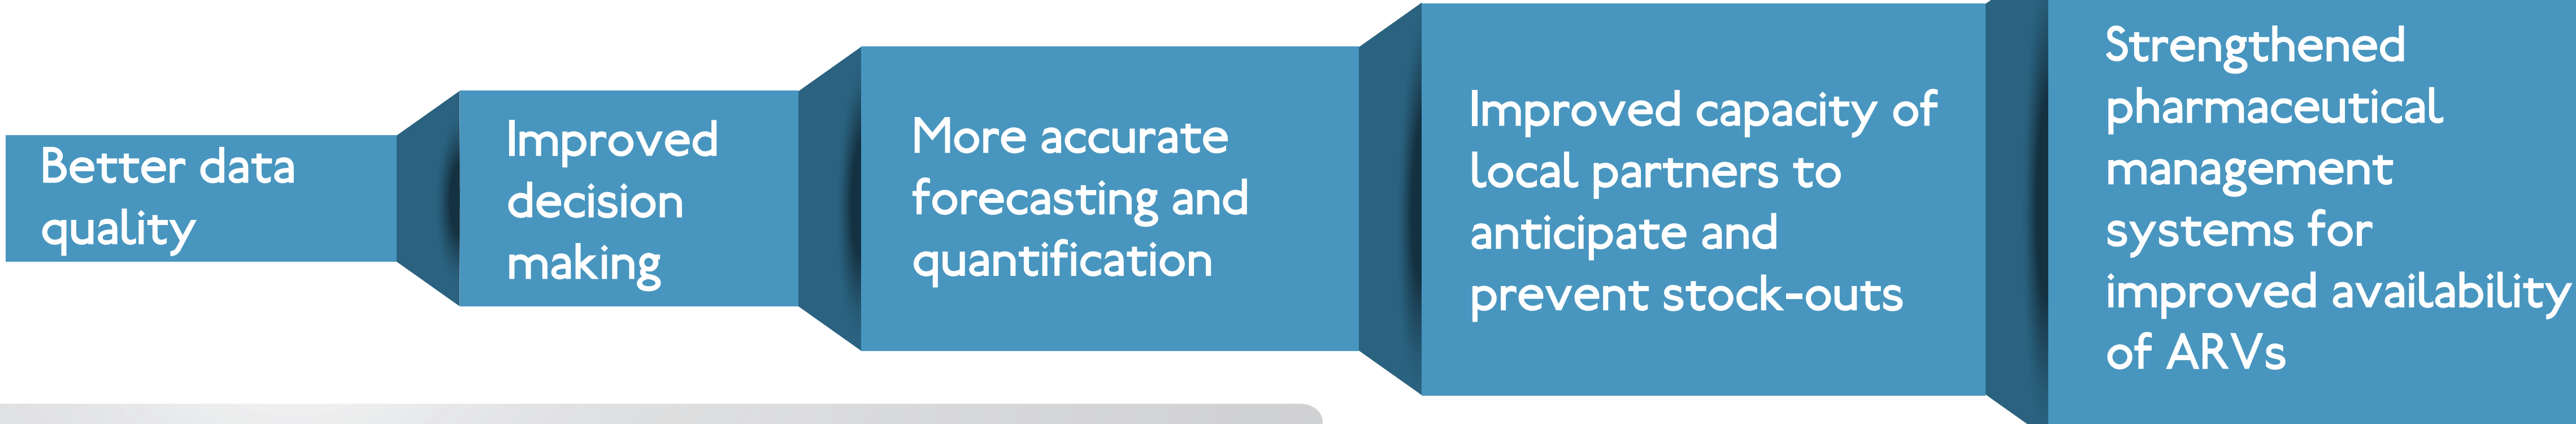 Better data
quality
Improved
decision
making
More accurate
forecasting and
quantification
Improved capacity of
local partners to
anticipate and
prevent stock-outs
Strengthened
pharmaceutical
management
systems for
improved availability
of ARVs